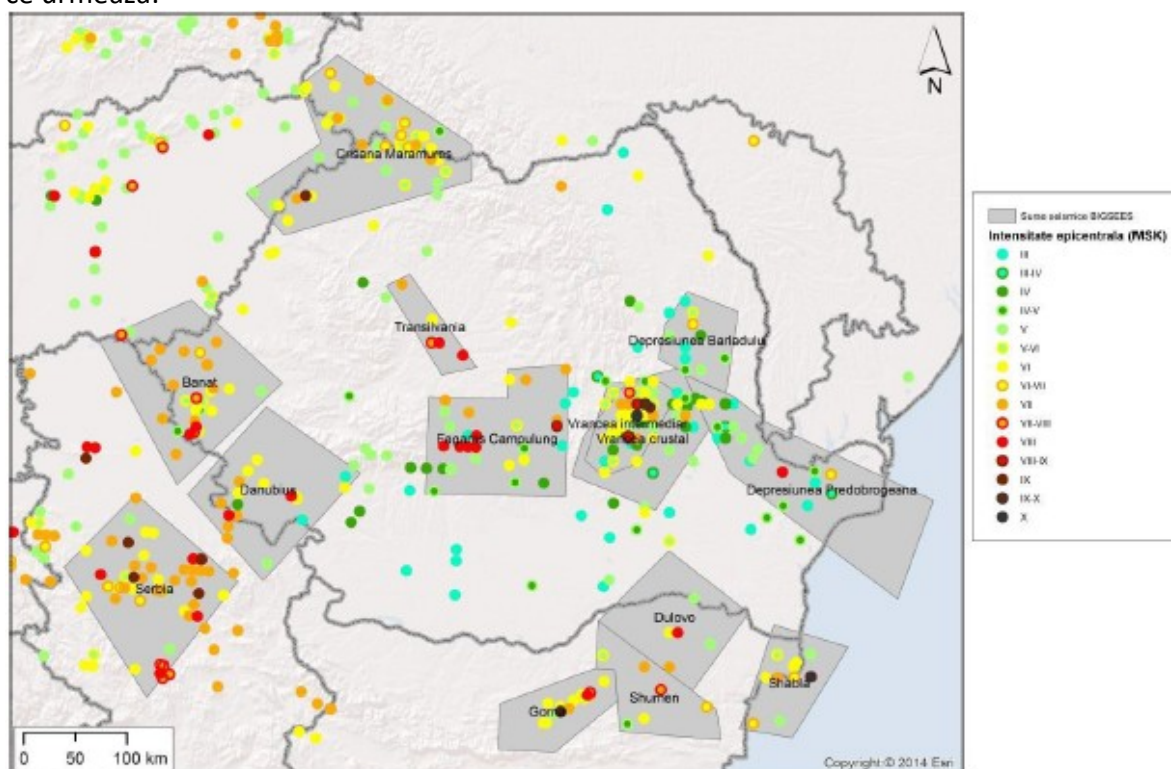 ce urmeaza:
N
Crisana Maramures
Transilvania
Depresiunea Barladului
Banat
Vrancea intermediar
Fagaras Campulung
Vrancea crustal
Danubius
Depresiunea Predobrogeana
Serbia
Dulovo
Shabla
Shumen
Gorna
0 50 100 km
Copyright:© 2014 Esri
Surse seismice BIGSEES
Intensitate epicentrala (MSK)
III
III-IV
IV
IV-V
V
V-VI
VI
VI-VII
VII
VII-VIII
VIII
VIII-IX
IX
IX-X
X